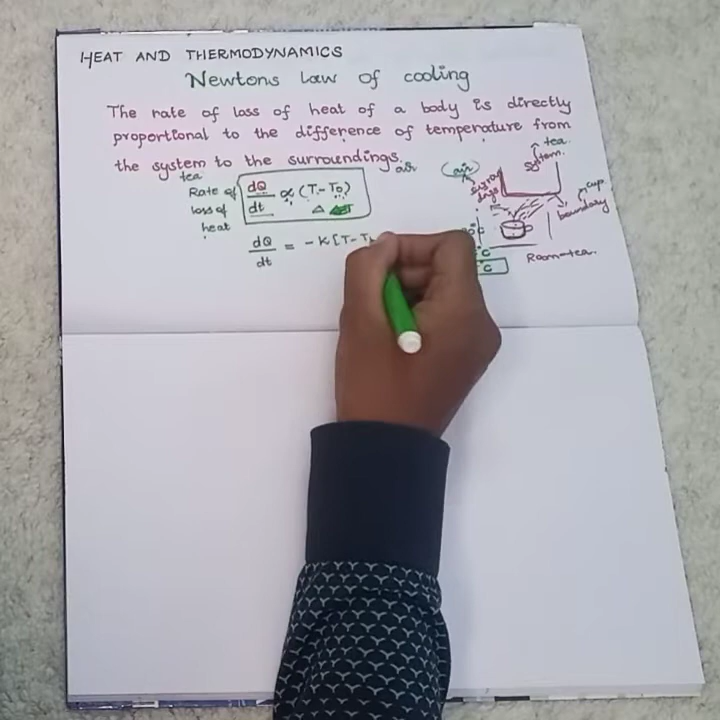 HEAT AND THERMODYNAMICS
Newtons law of cooling
The rate of loss of heat of a body is directly
proportional to the difference of temperature from
the system to the surroundings.
tea
air
Rate of
loss of
heat
dQ/dt ∝ (T - T₀)
Δ T
dQ/dt = -K[T - T
(air)
tea.
system.
cup
boundary
°C
°C
°C
Room-tea.